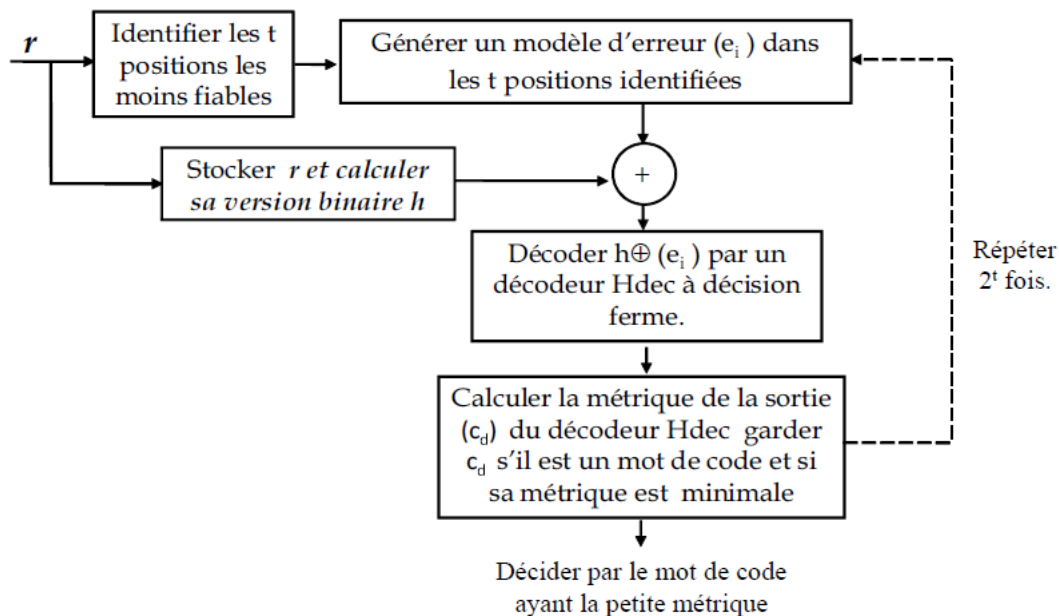 r
Identifier les t
positions les
moins fiables
Générer un modèle d'erreur (eᵢ ) dans
les t positions identifiées
Stocker r et calculer
sa version binaire h
+
Décoder h⊕ (eᵢ ) par un
décodeur Hdec à décision
ferme.
Répéter
2ᵗ fois.
Calculer la métrique de la sortie
(c_d) du décodeur Hdec garder
c_d s'il est un mot de code et si
sa métrique est minimale
Décider par le mot de code
ayant la petite métrique